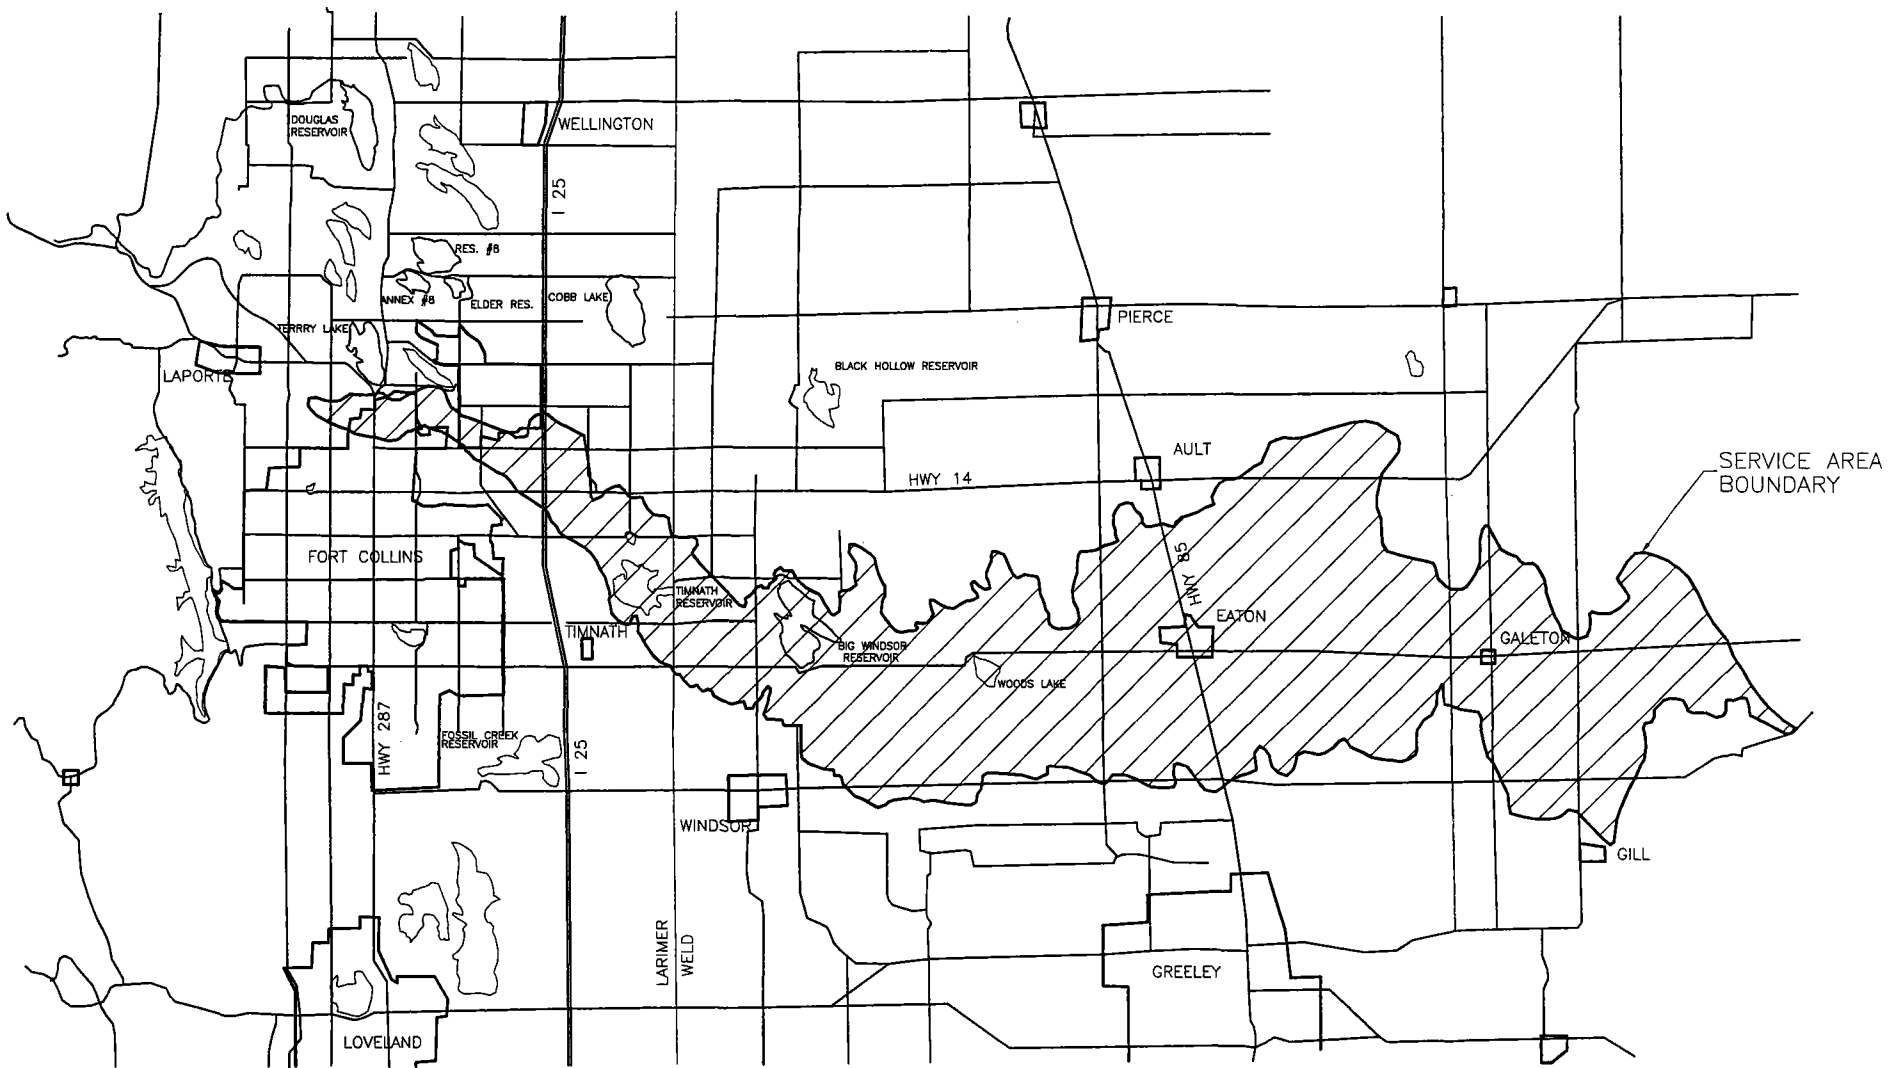 DOUGLAS
RESERVOIR
WELLINGTON
I 25
RES. #8
ANNEX #8
ELDER RES.
COBB LAKE
TERRRY LAKE
PIERCE
LAPORTE
BLACK HOLLOW RESERVOIR
AULT
HWY 14
SERVICE AREA
BOUNDARY
FORT COLLINS
HWY 85
TIMNATH
RESERVOIR
EATON
TIMNATH
GALETON
BIG WINDSOR
RESERVOIR
WOODS LAKE
HWY 287
FOSSIL CREEK
RESERVOIR
I 25
WINDSOR
GILL
LARIMER
WELD
GREELEY
LOVELAND